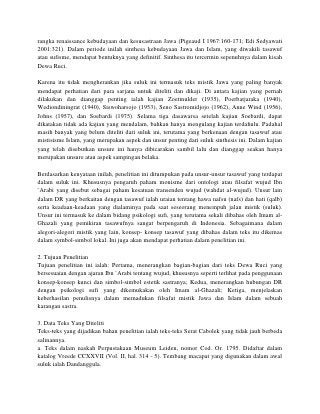 rangka renaissance kebudayaan dan kesusastraan Jawa (Pigeaud I 1967:160-171; Edi Sedyawati
2001:321). Dalam periode inilah sinthesa kebudayaan Jawa dan Islam, yang diwakili tasawuf
atau sufisme, mendapat bentuknya yang definitif. Sinthesa itu tercermin sepenuhnya dalam kisah
Dewa Ruci.
Karena itu tidak mengherankan jika suluk ini termasuk teks mistik Jawa yang paling banyak
mendapat perhatian dari para sarjana untuk diteliti dan dikaji. Di antara kajian yang pernah
dilakukan dan dianggap penting ialah kajian Zoetmulder (1935), Poerbatjaraka (1940),
Wediondiningrat (1940), Siswoharsojo (1953), Seno Sastroamidjojo (1962), Anne Wind (1956),
Johns (1957), dan Soebardi (1975). Selama tiga dasawarsa setelah kajian Soebardi, dapat
dikatakan tidak ada kajian yang mendalam, bahkan hanya mengulang kajian terdahulu. Padahal
masih banyak yang belum diteliti dari suluk ini, terutama yang berkenaan dengan tasawuf atau
mistisisme Islam, yang merupakan aspek dan unsur penting dari suluk sinthesis ini. Dalam kajian
yang telah disebutkan unsure ini hanya dibicarakan sambil lalu dan dianggap seakan hanya
merupakan unsure atau aspek sampingan belaka.
Berdasarkan kenyataan inilah, penelitian ini ditumpukan pada unsur-unsur tasawuf yang terdapat
dalam suluk ini. Khususnya pengaruh paham monisme dari ontologi atau filsafat wujud Ibn
`Arabi yang disebut sebagai paham kesatuan transenden wujud (wahdat al-wujud). Unsur lain
dalam DR yang berkaitan dengan tasawuf ialah uraian tentang hawa nafsu (nafs) dan hati (qalb)
serta keadaan-keadaan yang dialaminya pada saat seseorang menempuh jalan mistik (suluk).
Unsur ini termasuk ke dalam bidang psikologi sufi, yang terutama sekali dibahas oleh Imam al-
Ghazali yang pemikiran tasawufnya sangat berpengaruh di Indonesia. Sebagaimana dalam
alegori-alegori mistik yang lain, konsep- konsep tasawuf yang dibahas dalam teks itu dikemas
dalam symbol-simbol lokal. Ini juga akan mendapat perhatian dalam penelitian ini.
2. Tujuan Penelitian
Tujuan penelitian ini ialah: Pertama, menerangkan bagian-bagian dari teks Dewa Ruci yang
bersesuaian dengan ajaran Ibn `Arabi tentang wujud, khususnya seperti terlihat pada penggunaan
konsep-konsep kunci dan simbol-simbol estetik sastranya; Kedua, menerangkan hubungan DR
dengan psikologi sufi yang dikemukakan oleh Imam al-Ghazali; Ketiga, menjelaskan
keberhasilan penulisnya dalam memadukan filsafat mistik Jawa dan Islam dalam sebuah
karangan sastra.
3. Data Teks Yang Diteliti
Teks-teks yang dijadikan bahan penelitian ialah teks-teks Serat Cabolek yang tidak jauh berbeda
salinannya.
a. Teks dalam naskah Perpustakaan Museum Leiden, nomor Cod. Or. 1795. Didaftar dalam
katalog Vreede CCXXVII (Vol. II, hal. 314 - 5). Tembang macapat yang digunakan dalam awal
suluk ialah Dandanggula.